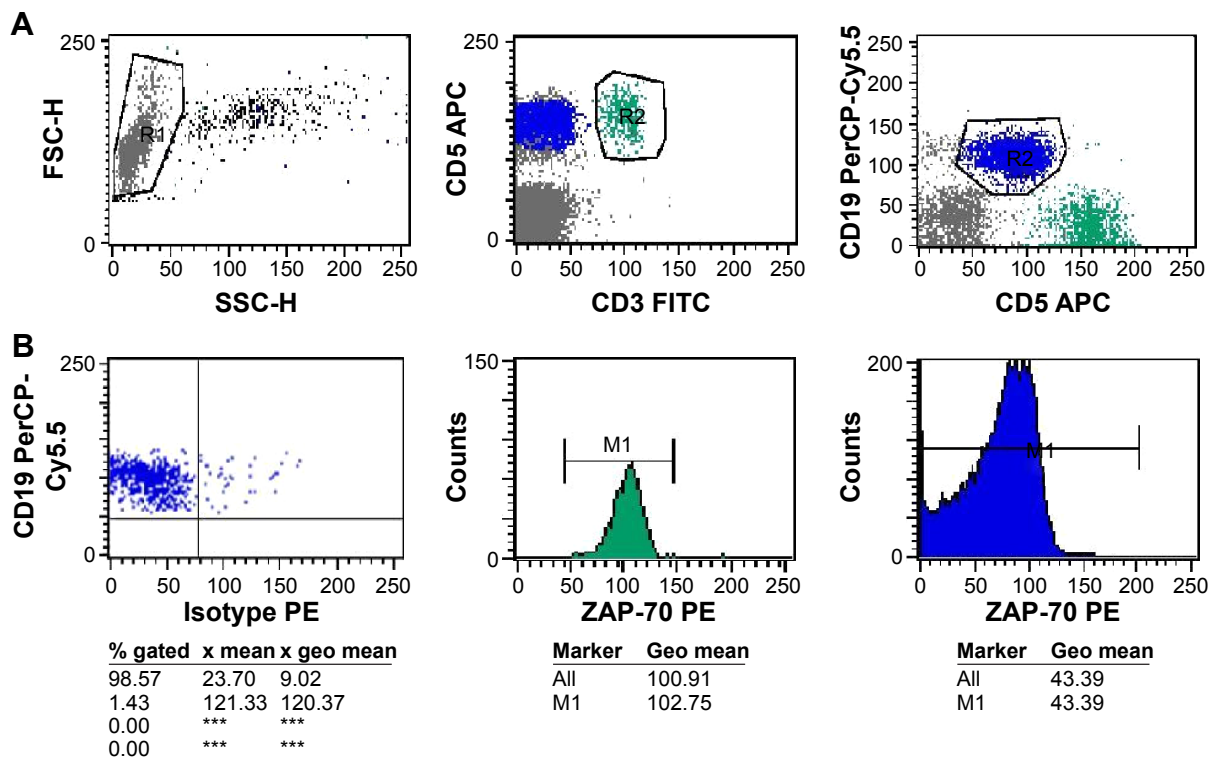 A
FSC-H
250
0
R1
0 50 100 150 200 250
SSC-H
CD5 APC
250
200
150
100
50
0
R2
0 50 100 150 200 250
CD3 FITC
CD19 PerCP-Cy5.5
250
200
150
100
50
0
R2
0 50 100 150 200 250
CD5 APC
B
CD19 PerCP-
Cy5.5
250
0
0 50 100 150 200 250
Isotype PE
% gated x mean x geo mean
98.57 23.70 9.02
1.43 121.33 120.37
0.00 *** ***
0.00 *** ***
Counts
150
0
M1
0 50 100 150 200 250
ZAP-70 PE
Marker Geo mean
All 100.91
M1 102.75
Counts
200
0
M1
0 50 100 150 200 250
ZAP-70 PE
Marker Geo mean
All 43.39
M1 43.39